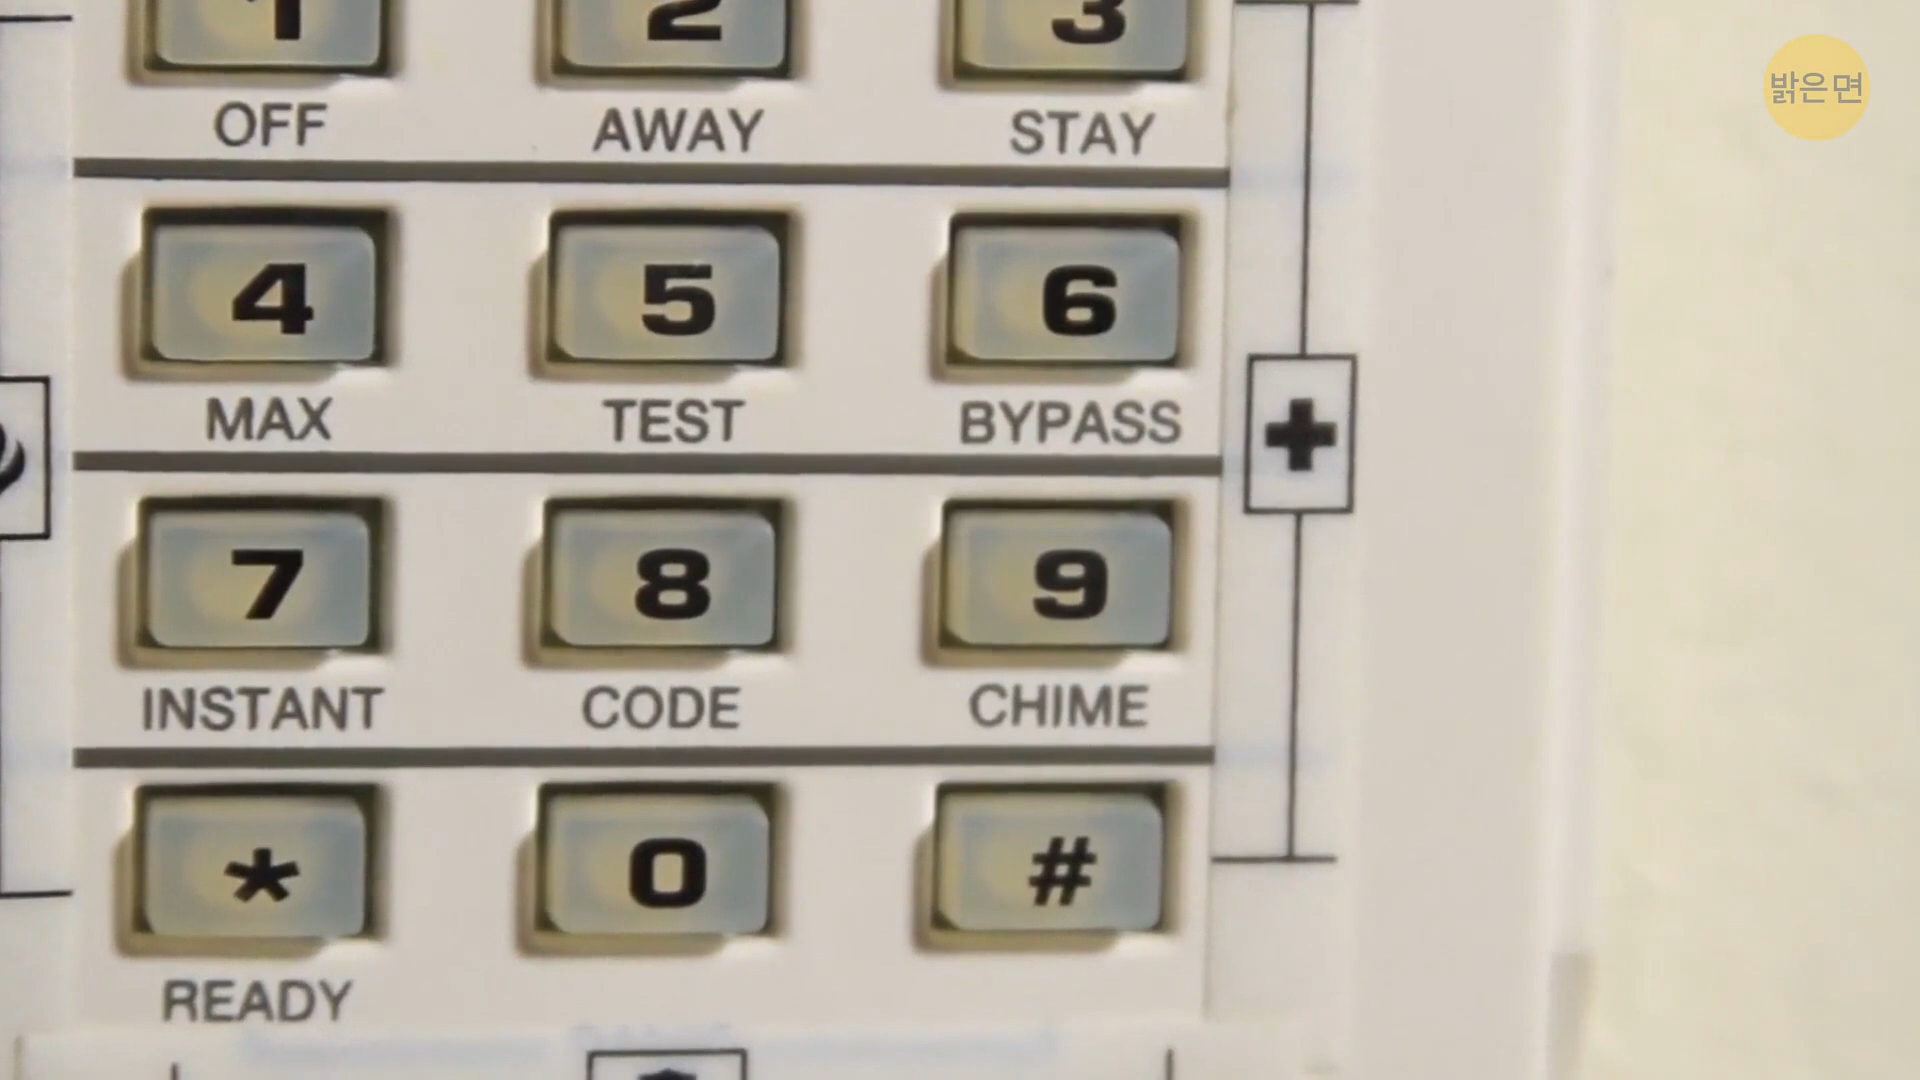 밝은면
1 2 3
OFF AWAY STAY
4 5 6
MAX TEST BYPASS
7 8 9
INSTANT CODE CHIME
* 0 #
READY